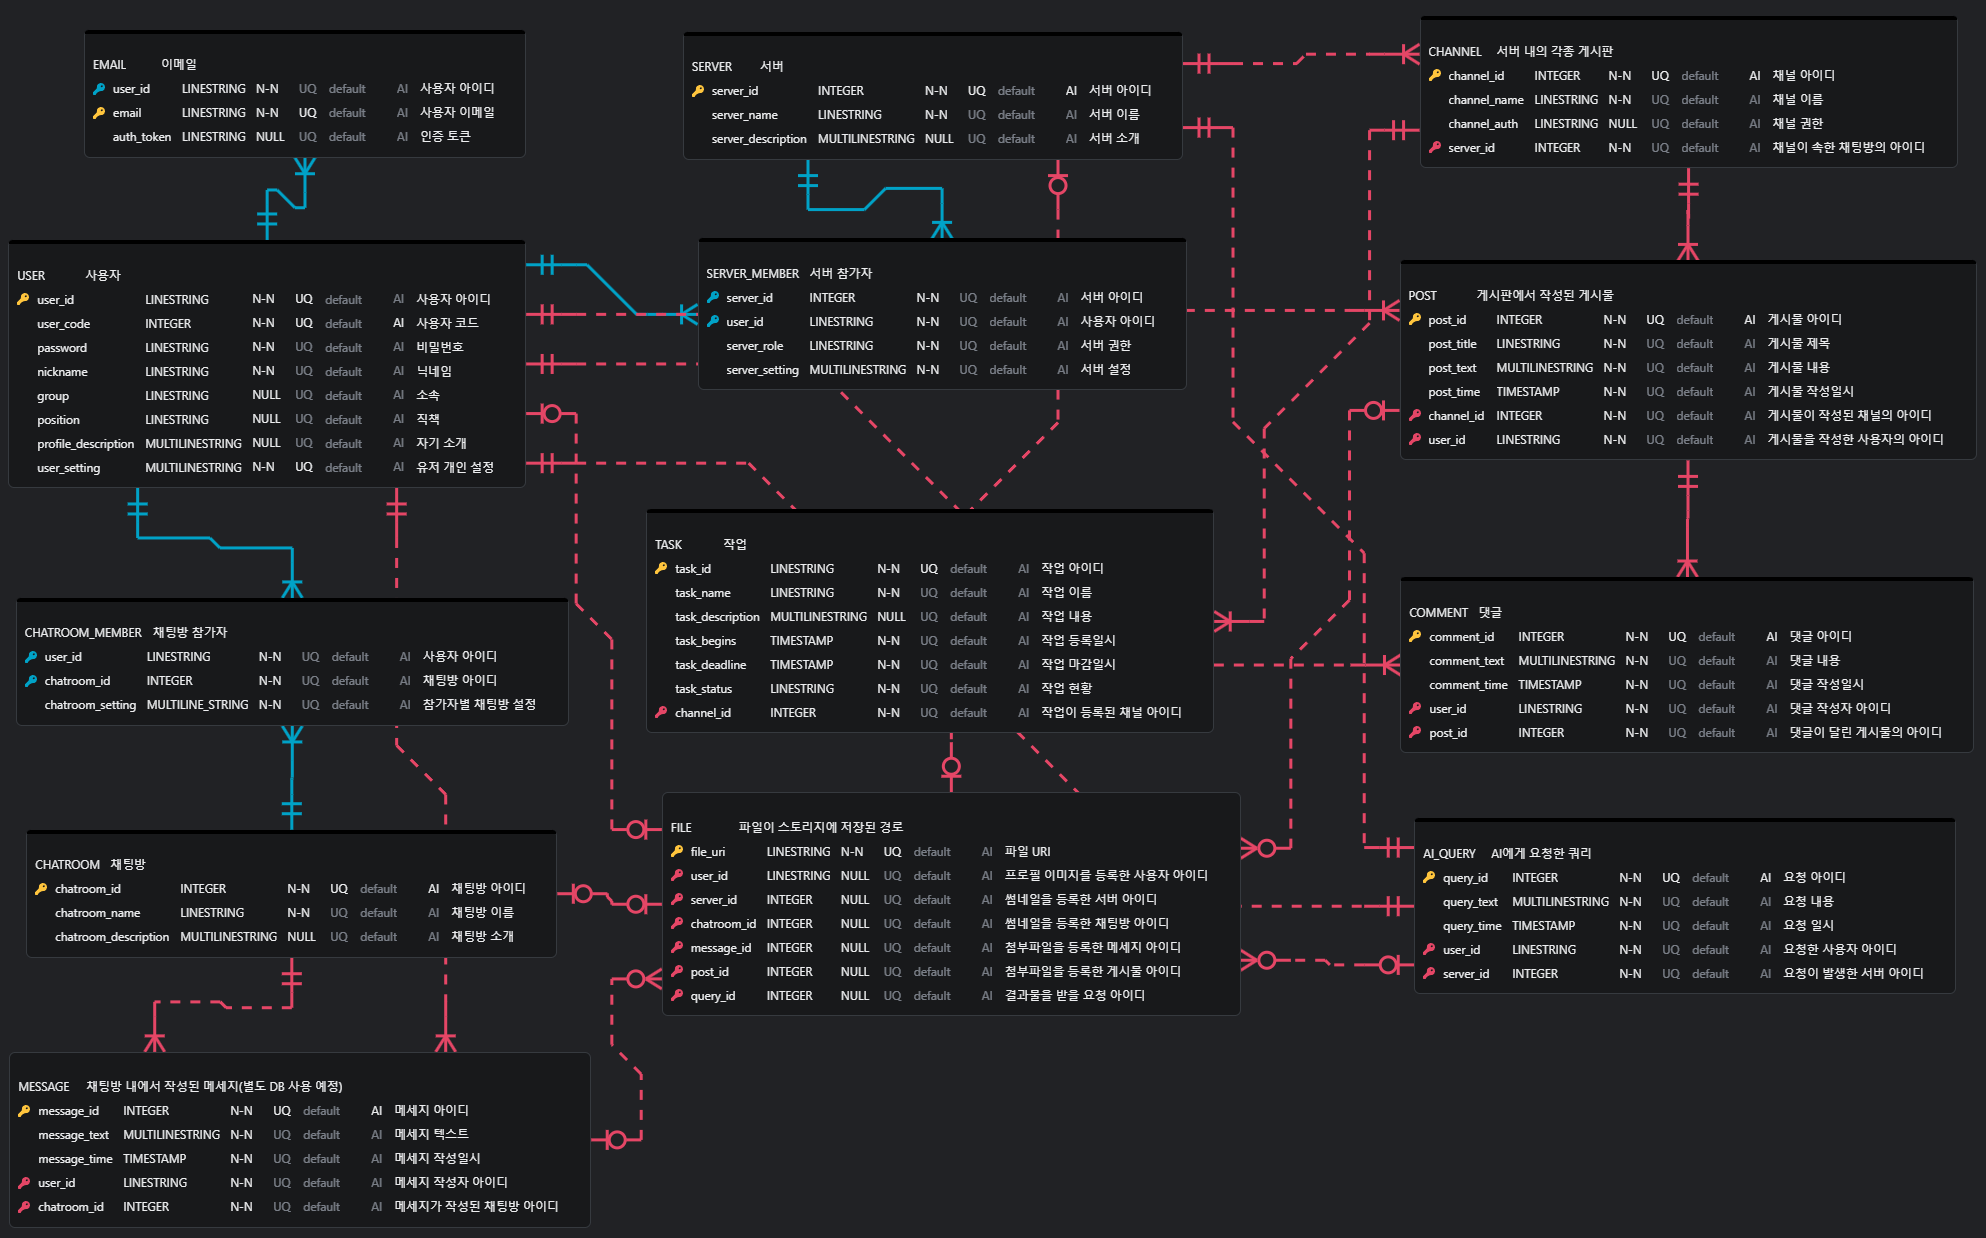 EMAIL 이메일
user_id LINESTRING N-N UQ default AI 사용자 아이디
email LINESTRING N-N UQ default AI 사용자 이메일
auth_token LINESTRING NULL UQ default AI 인증 토큰
SERVER 서버
server_id INTEGER N-N UQ default AI 서버 아이디
server_name LINESTRING N-N UQ default AI 서버 이름
server_description MULTILINESTRING NULL UQ default AI 서버 소개
CHANNEL 서버 내의 각종 게시판
channel_id INTEGER N-N UQ default AI 채널 아이디
channel_name LINESTRING N-N UQ default AI 채널 이름
channel_auth LINESTRING NULL UQ default AI 채널 권한
server_id INTEGER N-N UQ default AI 채널이 속한 채팅방의 아이디
USER 사용자
user_id LINESTRING N-N UQ default AI 사용자 아이디
user_code INTEGER N-N UQ default AI 사용자 코드
password LINESTRING N-N UQ default AI 비밀번호
nickname LINESTRING N-N UQ default AI 닉네임
group LINESTRING NULL UQ default AI 소속
position LINESTRING NULL UQ default AI 직책
profile_description MULTILINESTRING NULL UQ default AI 자기 소개
user_setting MULTILINESTRING N-N UQ default AI 유저 개인 설정
SERVER_MEMBER 서버 참가자
server_id INTEGER N-N UQ default AI 서버 아이디
user_id LINESTRING N-N UQ default AI 사용자 아이디
server_role LINESTRING N-N UQ default AI 서버 권한
server_setting MULTILINESTRING N-N UQ default AI 서버 설정
POST 게시판에서 작성된 게시물
post_id INTEGER N-N UQ default AI 게시물 아이디
post_title LINESTRING N-N UQ default AI 게시물 제목
post_text MULTILINESTRING N-N UQ default AI 게시물 내용
post_time TIMESTAMP N-N UQ default AI 게시물 작성일시
channel_id INTEGER N-N UQ default AI 게시물이 작성된 채널의 아이디
user_id LINESTRING N-N UQ default AI 게시물을 작성한 사용자의 아이디
TASK 작업
task_id LINESTRING N-N UQ default AI 작업 아이디
task_name LINESTRING N-N UQ default AI 작업 이름
task_description MULTILINESTRING NULL UQ default AI 작업 내용
task_begins TIMESTAMP N-N UQ default AI 작업 등록일시
task_deadline TIMESTAMP N-N UQ default AI 작업 마감일시
task_status LINESTRING N-N UQ default AI 작업 현황
channel_id INTEGER N-N UQ default AI 작업이 등록된 채널 아이디
COMMENT 댓글
comment_id INTEGER N-N UQ default AI 댓글 아이디
comment_text MULTILINESTRING N-N UQ default AI 댓글 내용
comment_time TIMESTAMP N-N UQ default AI 댓글 작성일시
user_id LINESTRING N-N UQ default AI 댓글 작성자 아이디
post_id INTEGER N-N UQ default AI 댓글이 달린 게시물의 아이디
CHATROOM_MEMBER 채팅방 참가자
user_id LINESTRING N-N UQ default AI 사용자 아이디
chatroom_id INTEGER N-N UQ default AI 채팅방 아이디
chatroom_setting MULTILINE_STRING N-N UQ default AI 참가자별 채팅방 설정
FILE 파일이 스토리지에 저장된 경로
file_uri LINESTRING N-N UQ default AI 파일 URI
user_id LINESTRING NULL UQ default AI 프로필 이미지를 등록한 사용자 아이디
server_id INTEGER NULL UQ default AI 썸네일을 등록한 서버 아이디
chatroom_id INTEGER NULL UQ default AI 썸네일을 등록한 채팅방 아이디
message_id INTEGER NULL UQ default AI 첨부파일을 등록한 메세지 아이디
post_id INTEGER NULL UQ default AI 첨부파일을 등록한 게시물 아이디
query_id INTEGER NULL UQ default AI 결과물을 받을 요청 아이디
AI_QUERY AI에게 요청한 쿼리
query_id INTEGER N-N UQ default AI 요청 아이디
query_text MULTILINESTRING N-N UQ default AI 요청 내용
query_time TIMESTAMP N-N UQ default AI 요청 일시
user_id LINESTRING N-N UQ default AI 요청한 사용자 아이디
server_id INTEGER N-N UQ default AI 요청이 발생한 서버 아이디
CHATROOM 채팅방
chatroom_id INTEGER N-N UQ default AI 채팅방 아이디
chatroom_name LINESTRING N-N UQ default AI 채팅방 이름
chatroom_description MULTILINESTRING NULL UQ default AI 채팅방 소개
MESSAGE 채팅방 내에서 작성된 메세지(별도 DB 사용 예정)
message_id INTEGER N-N UQ default AI 메세지 아이디
message_text MULTILINESTRING N-N UQ default AI 메세지 텍스트
message_time TIMESTAMP N-N UQ default AI 메세지 작성일시
user_id LINESTRING N-N UQ default AI 메세지 작성자 아이디
chatroom_id INTEGER N-N UQ default AI 메세지가 작성된 채팅방 아이디